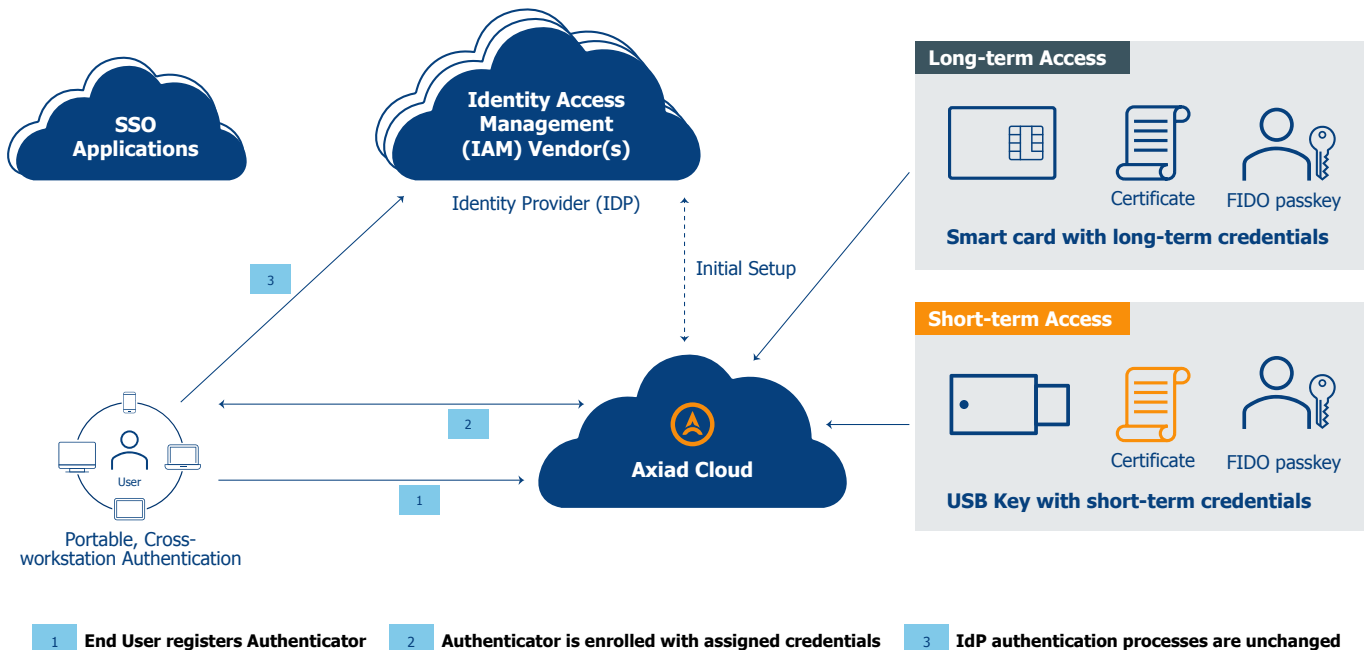 SSO
Applications
Identity Access
Management
(IAM) Vendor(s)
Identity Provider (IDP)
Long-term Access
Certificate
FIDO passkey
Smart card with long-term credentials
Initial Setup
3
Short-term Access
Certificate
FIDO passkey
USB Key with short-term credentials
2
Axiad Cloud
1
User
Portable, Cross-
workstation Authentication
1 End User registers Authenticator
2 Authenticator is enrolled with assigned credentials
3 IdP authentication processes are unchanged